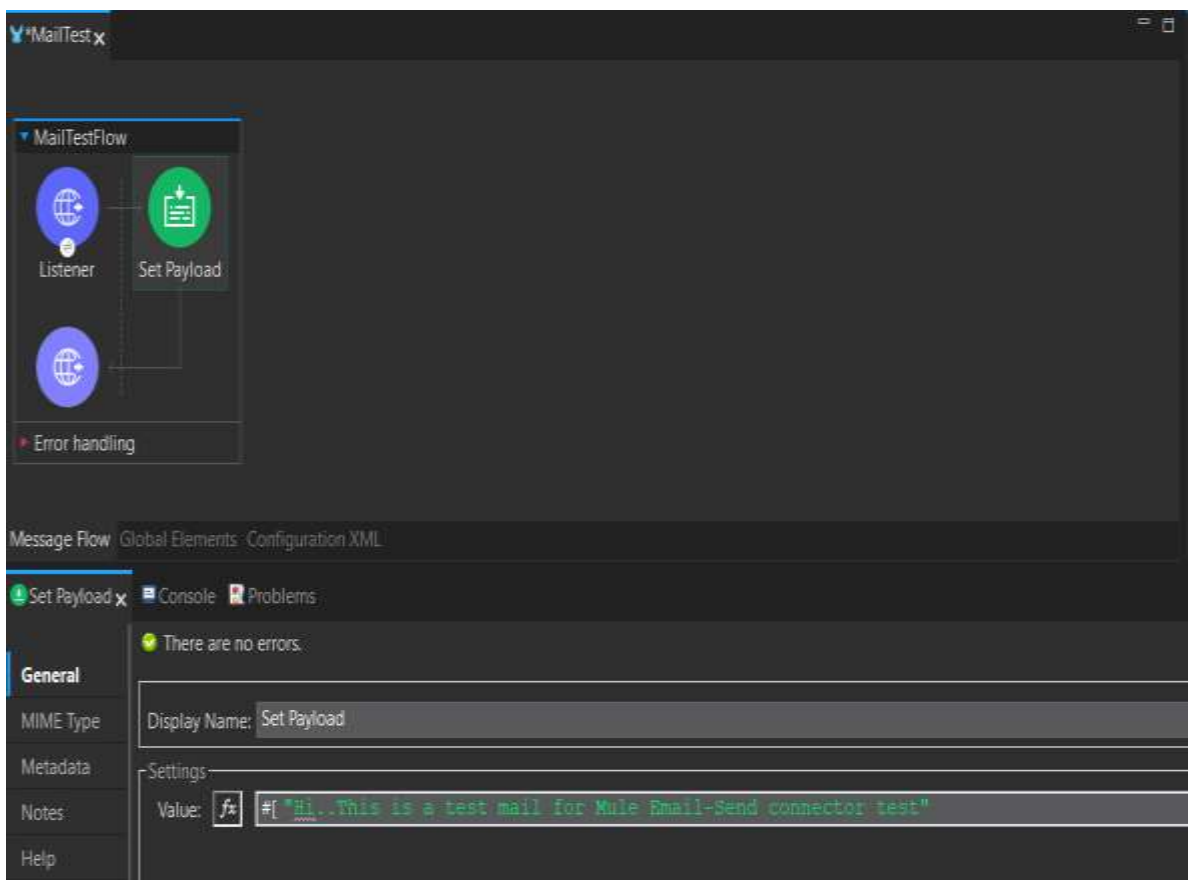 *MailTest x
MailTestFlow
Listener Set Payload
Error handling
Message Flow Global Elements Configuration XML
Set Payload x Console Problems
There are no errors.
General
MIME Type Display Name: Set Payload
Metadata Settings
Notes Value: fx #[ "Hi..This is a test mail for Mule Email-Send connector test"
Help